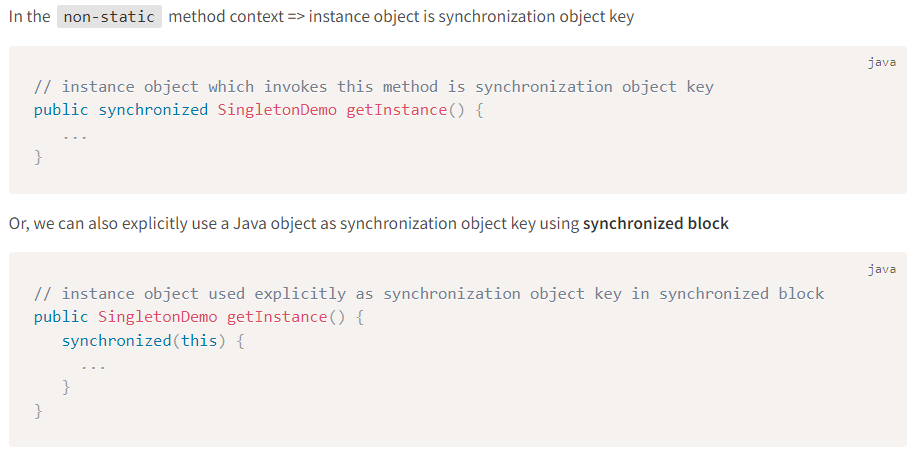 In the non-static method context => instance object is synchronization object key
java
// instance object which invokes this method is synchronization object key
public synchronized SingletonDemo getInstance() {
   ...
}
Or, we can also explicitly use a Java object as synchronization object key using synchronized block
java
// instance object used explicitly as synchronization object key in synchronized block
public SingletonDemo getInstance() {
   synchronized(this) {
     ...
   }
}